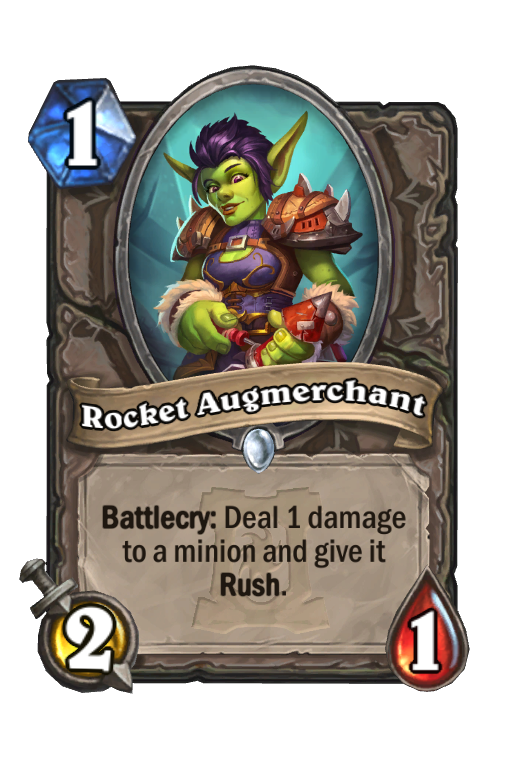 1
Rocket Augmerchant
Battlecry: Deal 1 damage
to a minion and give it
Rush.
2
1